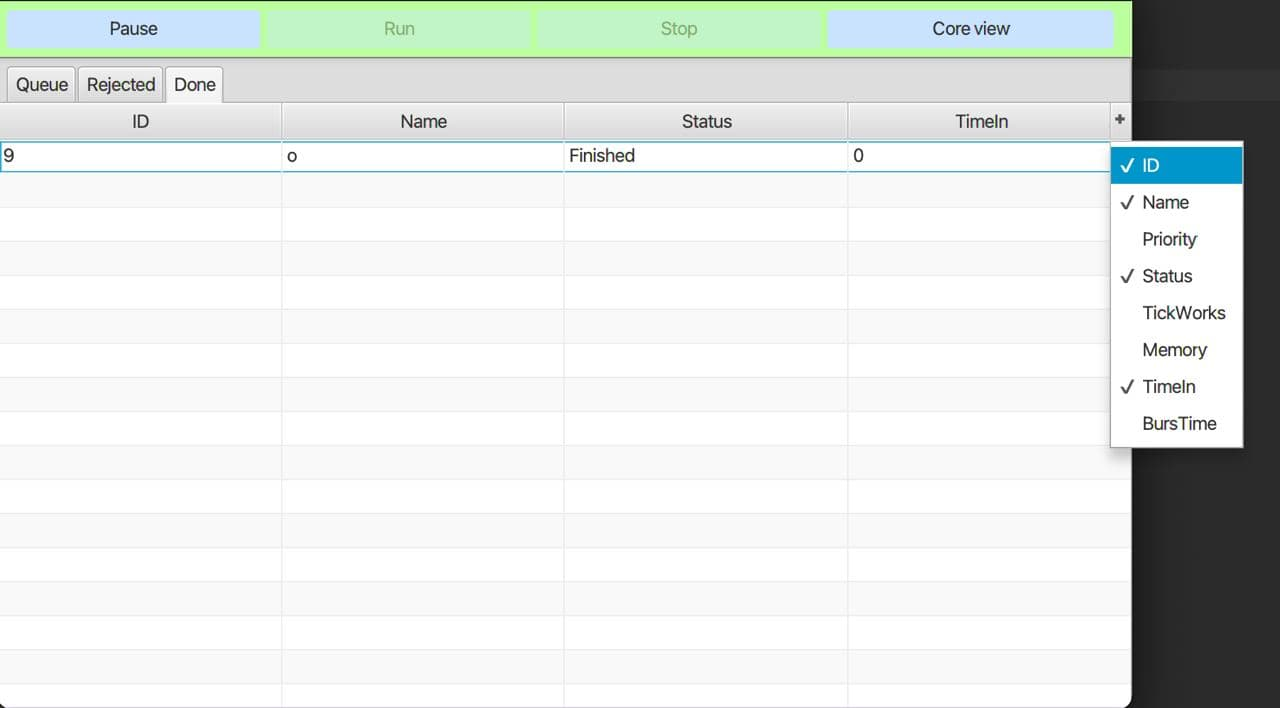 Pause Run Stop Core view
Queue Rejected Done
ID Name Status TimeIn +
9 o Finished 0
✓ ID
✓ Name
Priority
✓ Status
TickWorks
Memory
✓ TimeIn
BursTime